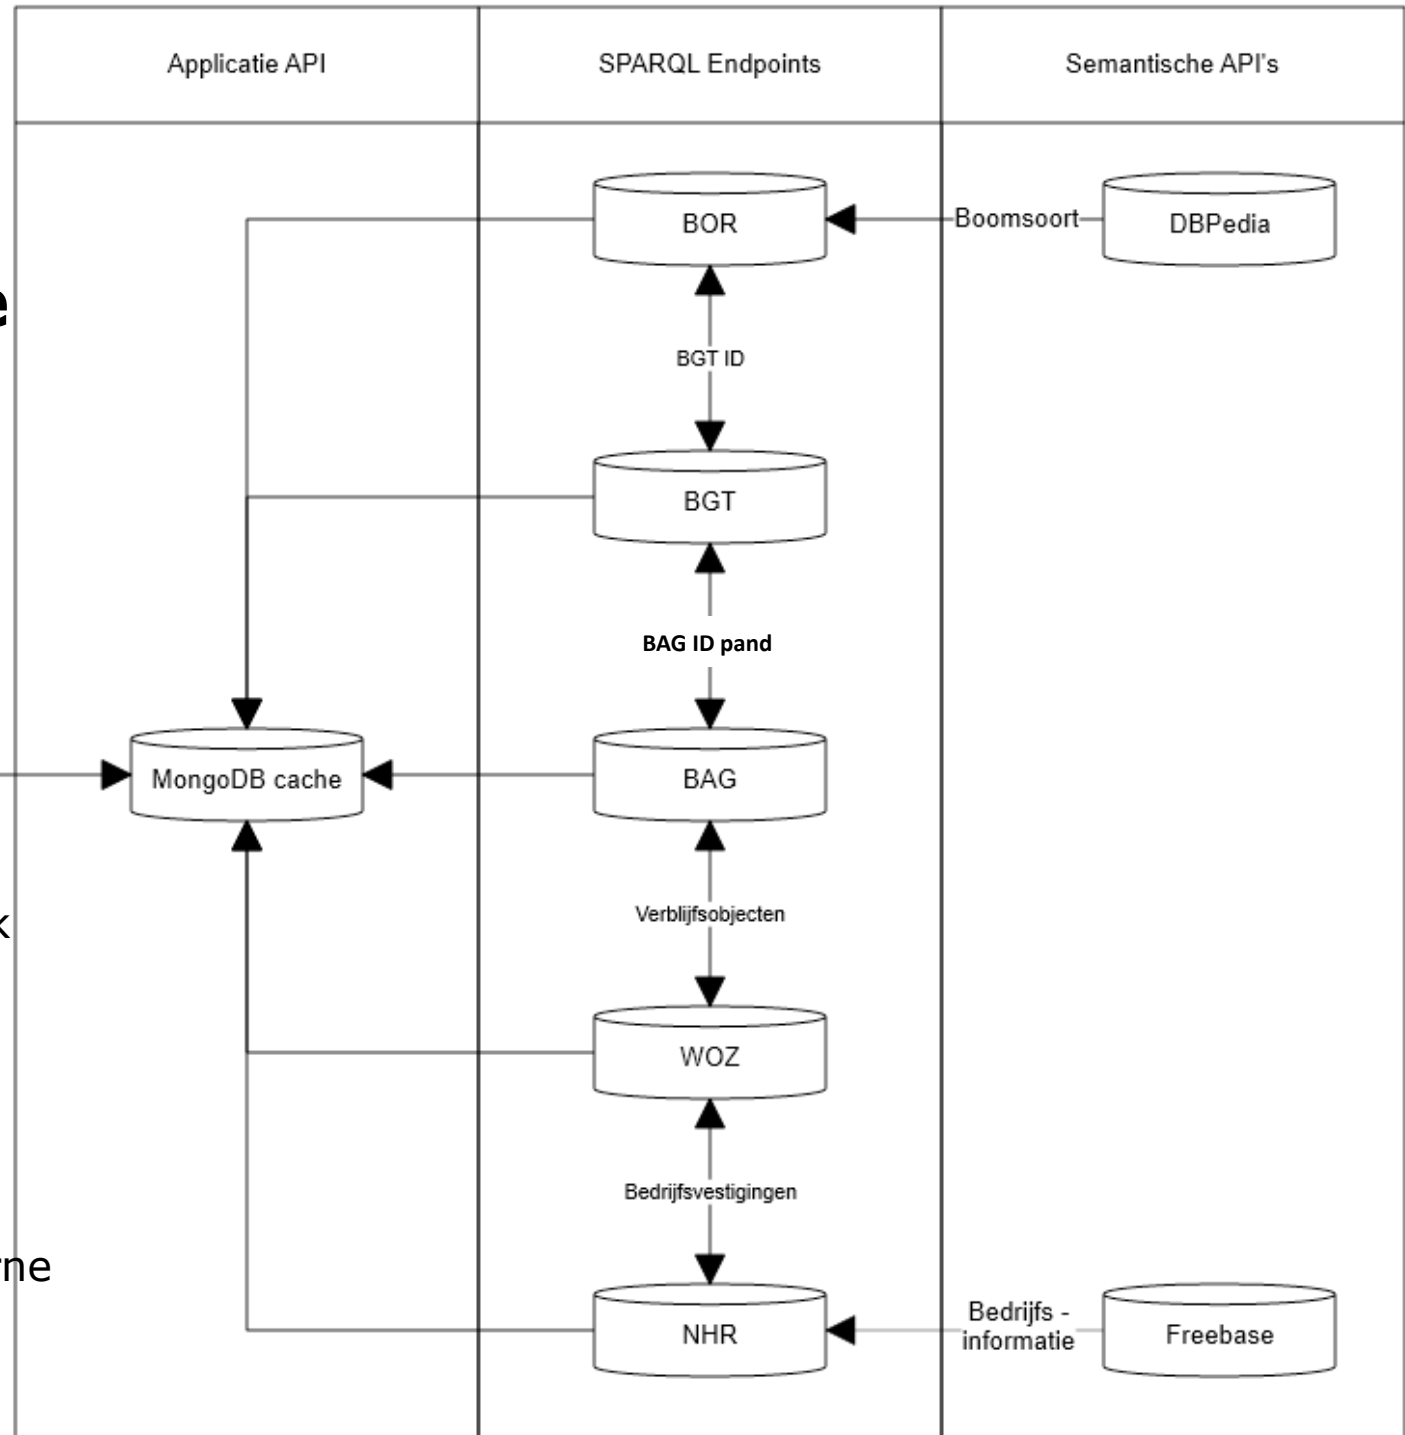 Applicatie API
SPARQL Endpoints
Semantische API's
BOR
Boomsoort
DBPedia
e
BGT ID
BGT
BAG ID pand
MongoDB cache
BAG
k
Verblijfsobjecten
WOZ
Bedrijfsvestigingen
rne
NHR
Bedrijfs -
informatie
Freebase